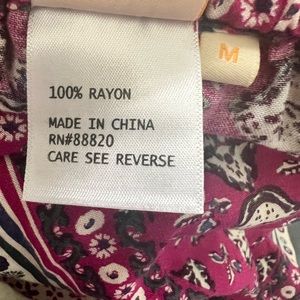 M
100% RAYON
MADE IN CHINA
RN#88820
CARE SEE REVERSE